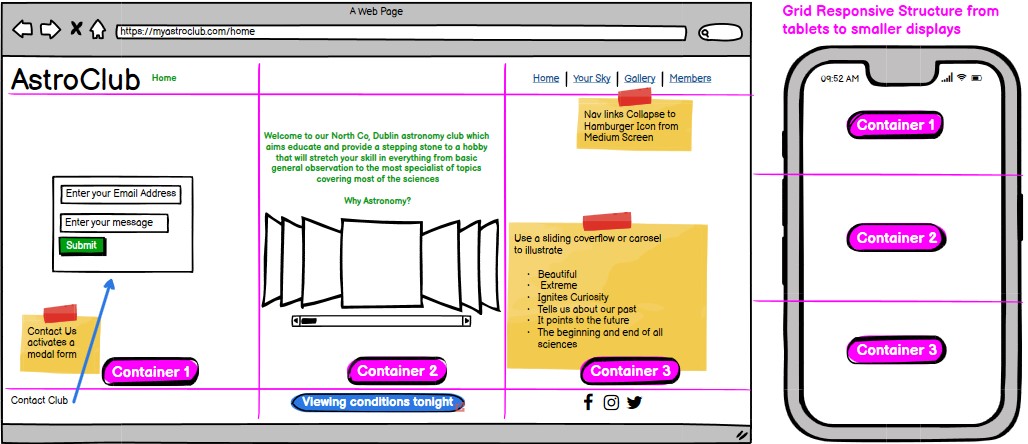 A Web Page
https://myastroclub.com/home
AstroClub
Home
Home
Your Sky
Gallery
Members
Nav links Collapse to
Hamburger Icon from
Medium Screen
Welcome to our North Co, Dublin astronomy club which
aims educate and provide a stepping stone to a hobby
that will stretch your skill in everything from basic
general observation to the most specialist of topics
covering most of the sciences
Why Astronomy?
Enter your Email Address
Enter your message
Submit
Use a sliding coverflow or carosel
to illustrate
· Beautiful
· Extreme
· Ignites Curiosity
· Tells us about our past
· It points to the future
· The beginning and end of all
sciences
Contact Us
activates a
modal form
Container 1
Container 2
Container 3
Contact Club
Viewing conditions tonight
Grid Responsive Structure from
tablets to smaller displays
09:52 AM
Container 1
Container 2
Container 3